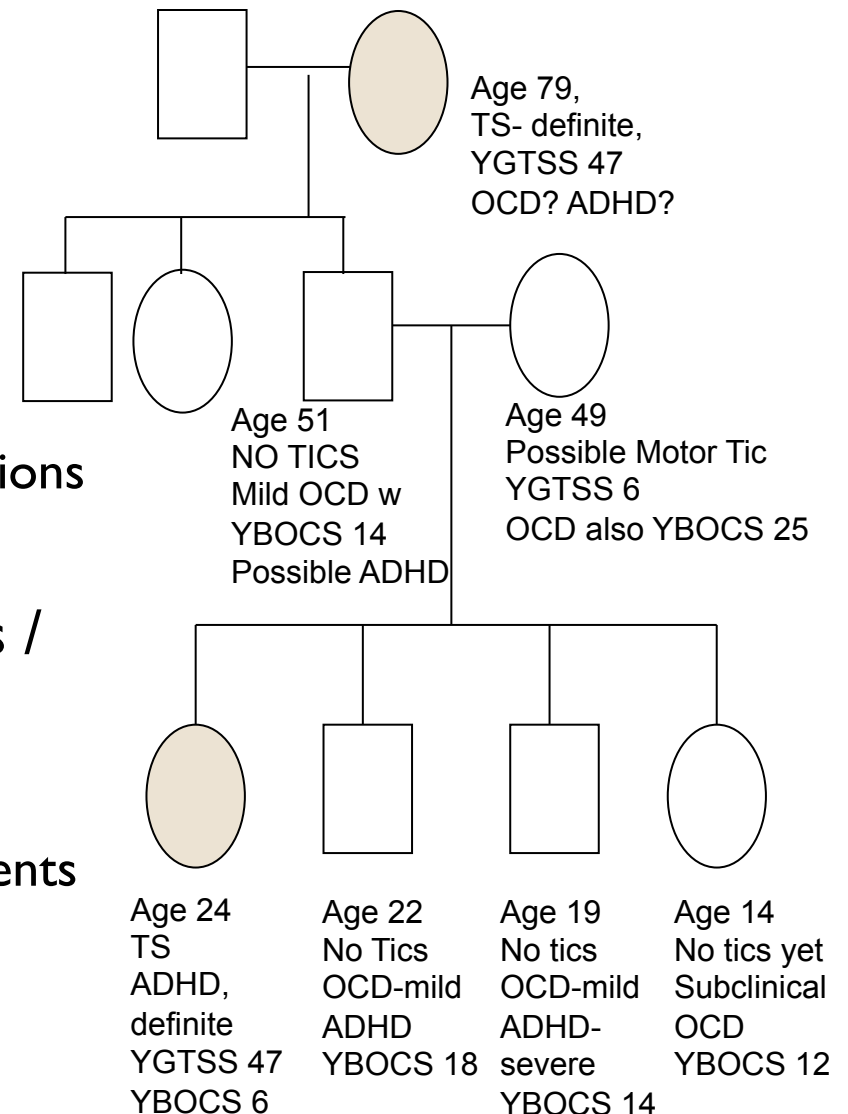 Age 79,
TS- definite,
YGTSS 47
OCD? ADHD?
Age 51
NO TICS
Mild OCD w
YBOCS 14
Possible ADHD
Age 49
Possible Motor Tic
YGTSS 6
OCD also YBOCS 25
ions
s /
ents
Age 24
TS
ADHD,
definite
YGTSS 47
YBOCS 6
Age 22
No Tics
OCD-mild
ADHD
YBOCS 18
Age 19
No tics
OCD-mild
ADHD-
severe
YBOCS 14
Age 14
No tics yet
Subclinical
OCD
YBOCS 12